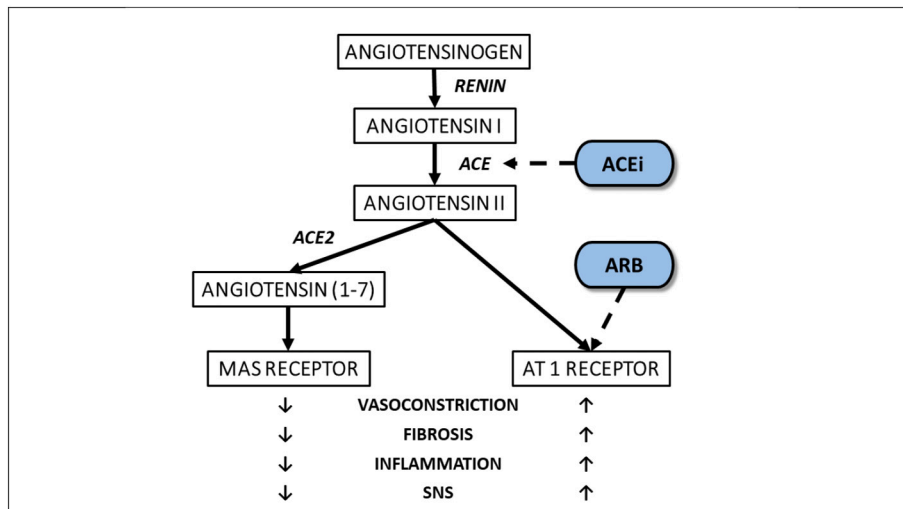 ANGIOTENSINOGEN
RENIN
ANGIOTENSIN I
ACE
ACEi
ANGIOTENSIN II
ACE2
ARB
ANGIOTENSIN (1-7)
MAS RECEPTOR
AT 1 RECEPTOR
↓ VASOCONSTRICTION ↑
↓ FIBROSIS ↑
↓ INFLAMMATION ↑
↓ SNS ↑